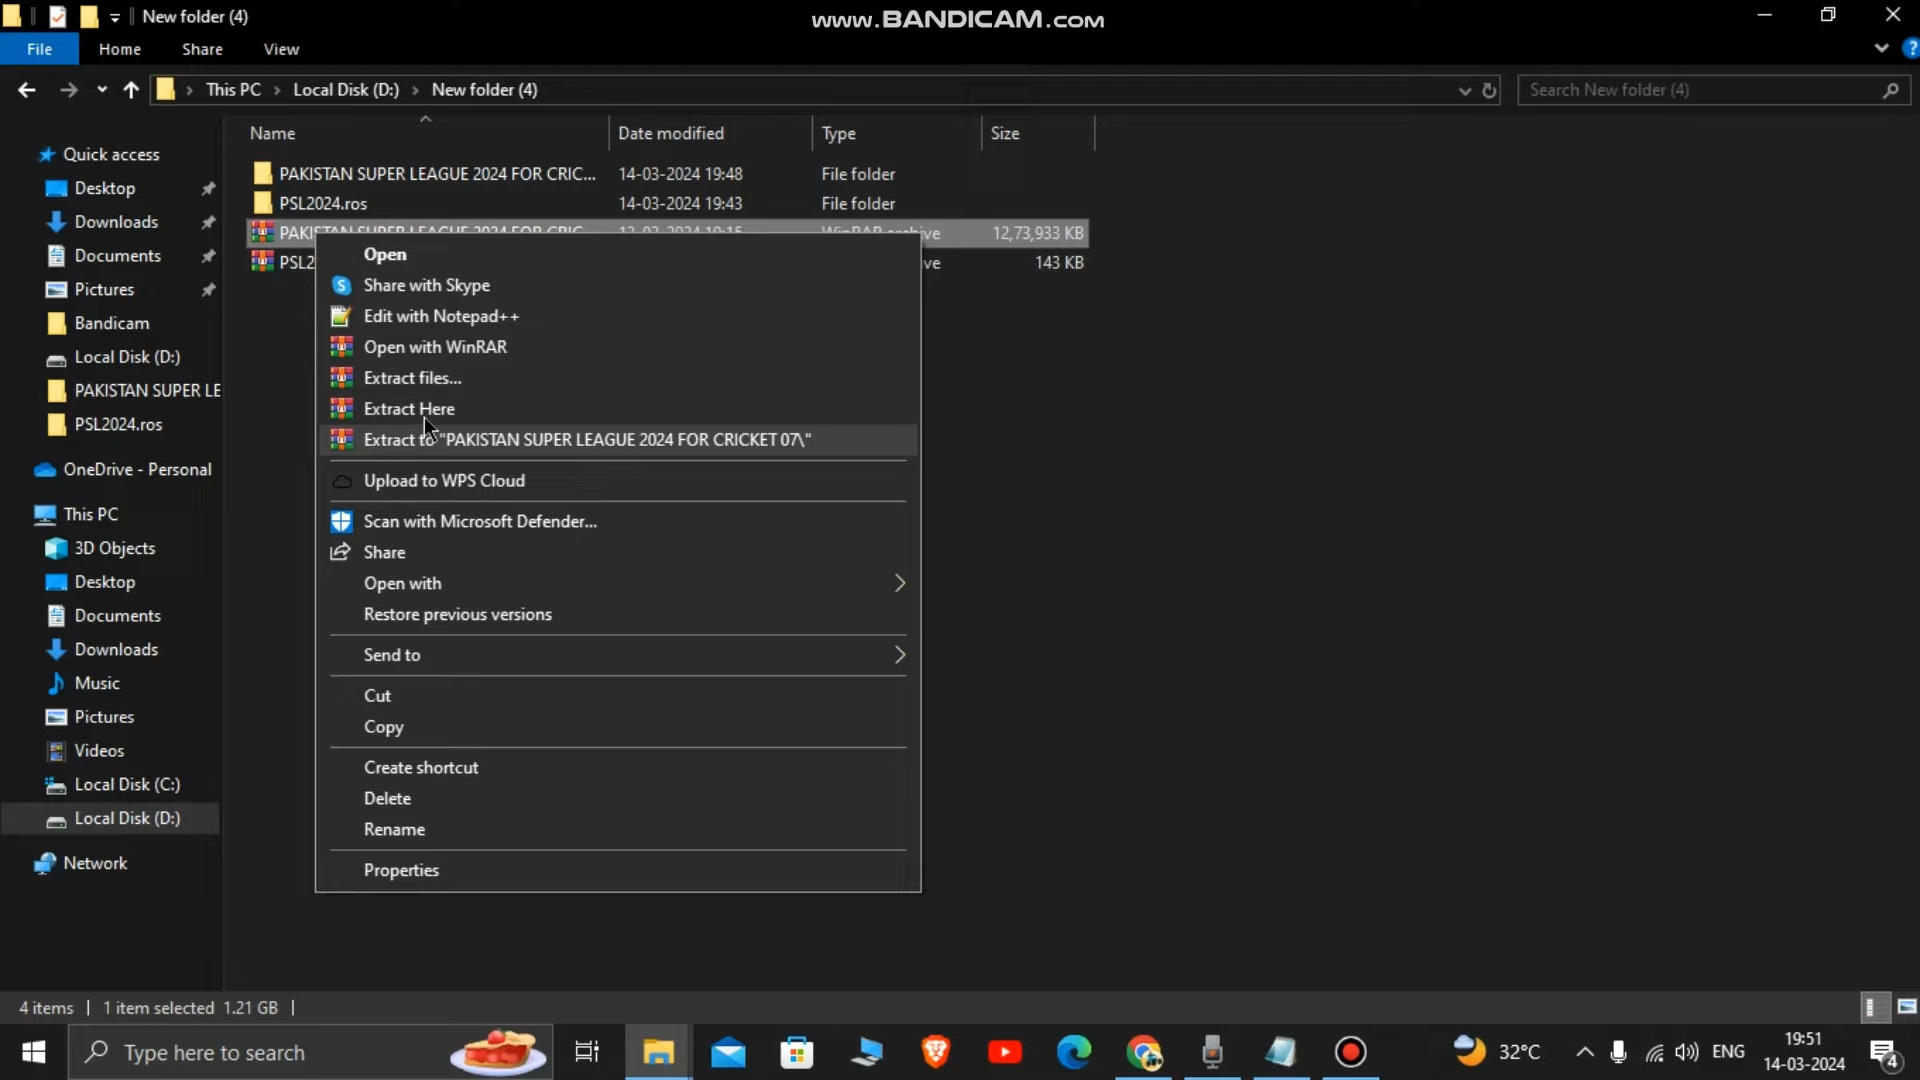 New folder (4)
www.BANDICAM.com
File Home Share View
This PC Local Disk (D:) New folder (4)
Search New folder (4)
Name Date modified Type Size
PAKISTAN SUPER LEAGUE 2024 FOR CRIC... 14-03-2024 19:48 File folder
PSL2024.ros 14-03-2024 19:43 File folder
12,73,933 KB
PSL2 ve 143 KB
Quick access
Desktop
Downloads
Documents
Pictures
Bandicam
Local Disk (D:)
PAKISTAN SUPER LE
PSL2024.ros
OneDrive - Personal
This PC
3D Objects
Desktop
Documents
Downloads
Music
Pictures
Videos
Local Disk (C:)
Local Disk (D:)
Network
Open
Share with Skype
Edit with Notepad++
Open with WinRAR
Extract files...
Extract Here
Extract to "PAKISTAN SUPER LEAGUE 2024 FOR CRICKET 07\"
Upload to WPS Cloud
Scan with Microsoft Defender...
Share
Open with
Restore previous versions
Send to
Cut
Copy
Create shortcut
Delete
Rename
Properties
4 items 1 item selected 1.21 GB
Type here to search
32°C
ENG
19:51
14-03-2024
4